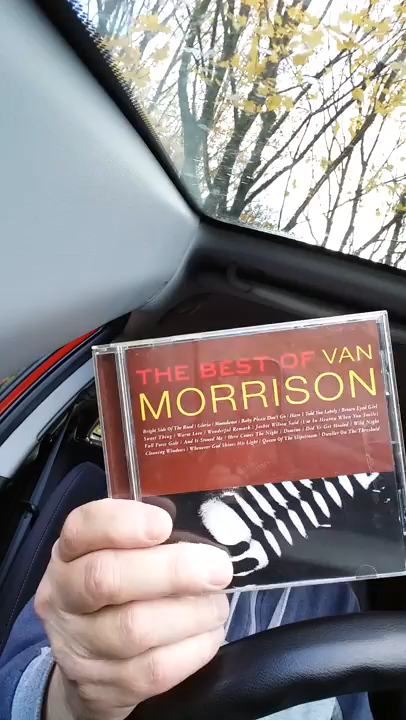 THE BEST OF VAN
MORRISON
Bright Side Of The Road / Gloria / Moondance / Baby Please Don't Go / Have I Told You Lately / Brown Eyed Girl
Sweet Thing / Warm Love / Wonderful Remark / Jackie Wilson Said (I'm In Heaven When You Smile)
Full Force Gale / And It Stoned Me / Here Comes The Night / Domino / Did Ye Get Healed / Wild Night
Cleaning Windows / Whenever God Shines His Light / Queen Of The Slipstream / Dweller On The Threshold